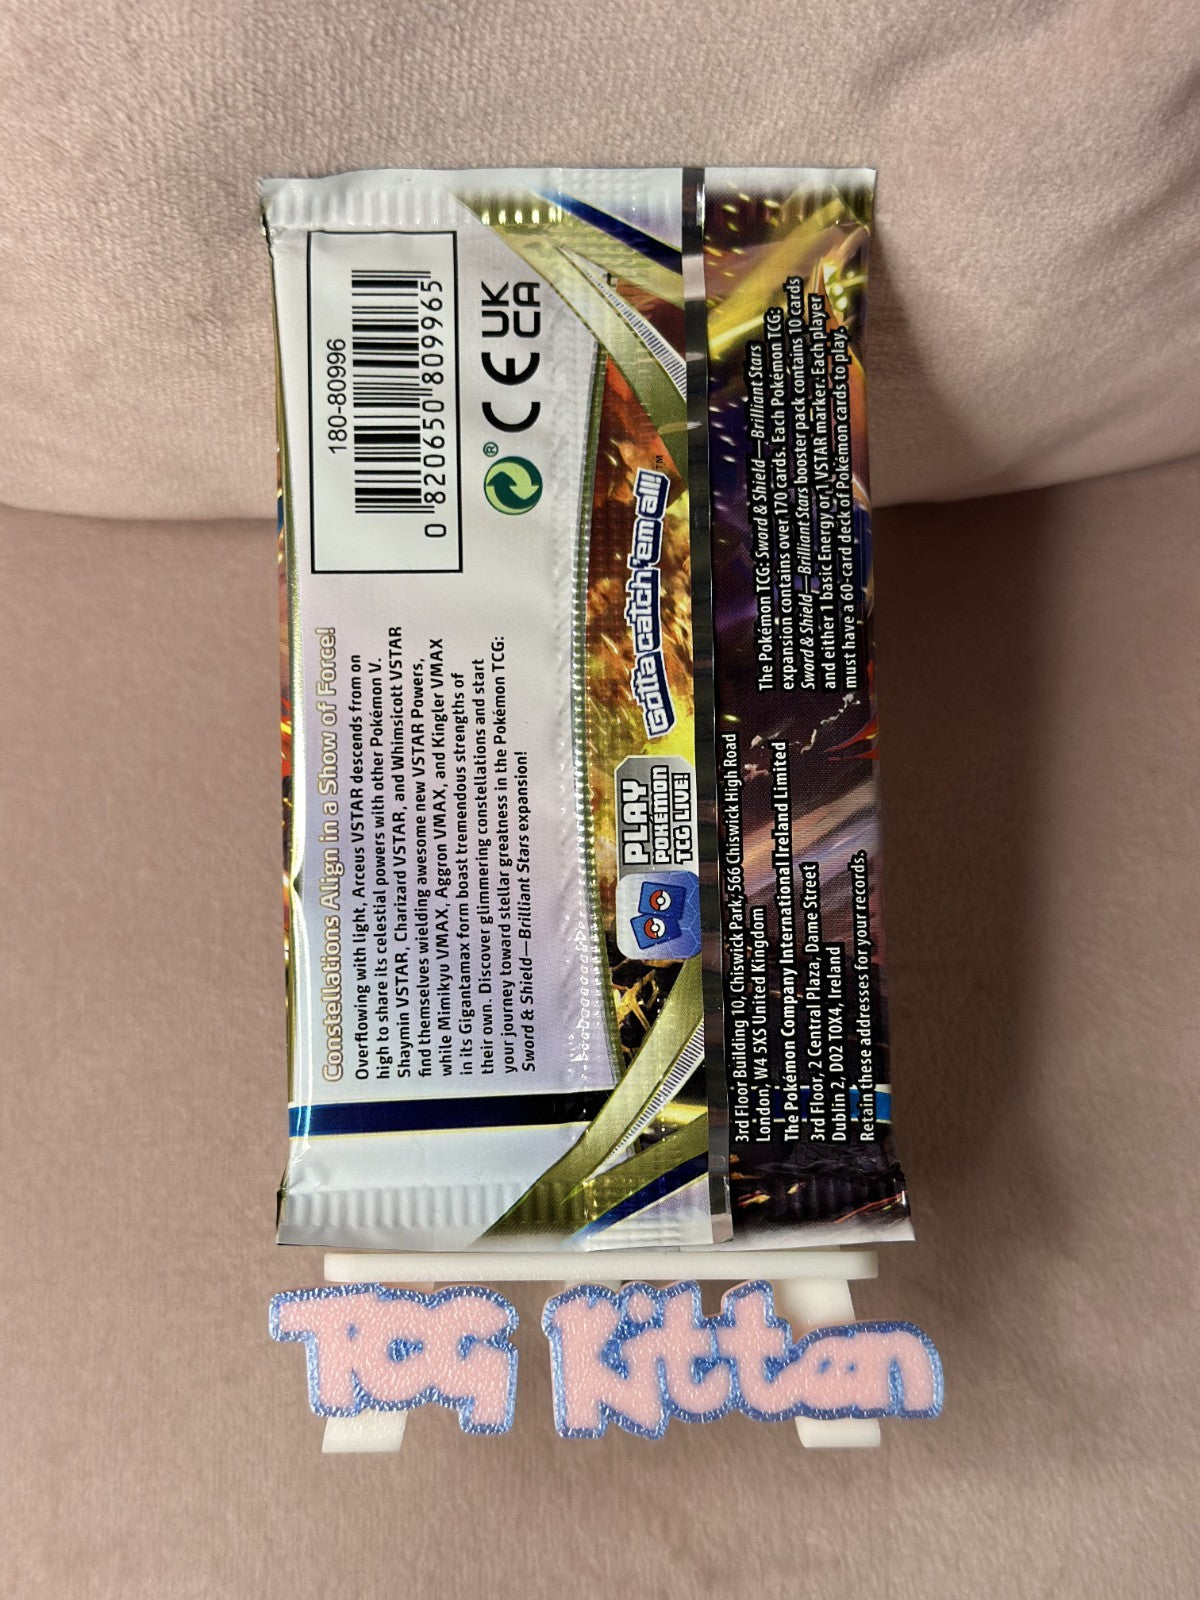 Constellations Align in a Show of Force!
Overflowing with light, Arceus VSTAR descends from on
high to share its celestial powers with other Pokémon V.
Shaymin VSTAR, Charizard VSTAR, and Whimsicott VSTAR
find themselves wielding awesome new VSTAR Powers,
while Mimikyu VMAX, Aggron VMAX, and Kingler VMAX
in its Gigantamax form boast tremendous strengths of
their own. Discover glimmering constellations and start
your journey toward stellar greatness in the Pokémon TCG:
Sword & Shield—Brilliant Stars expansion!
180-80996
0 820650 809965
® CE UK
CA
PLAY
POKÉMON
TCG LIVE!
Gotta catch 'em all!™
3rd Floor Building 10, Chiswick Park, 566 Chiswick High Road
London, W4 5XS United Kingdom
The Pokémon Company International Ireland Limited
3rd Floor, 2 Central Plaza, Dame Street
Dublin 2, D02 T0X4, Ireland
Retain these addresses for your records.
The Pokémon TCG: Sword & Shield—Brilliant Stars
expansion contains over 170 cards. Each Pokémon TCG:
Sword & Shield—Brilliant Stars booster pack contains 10 cards
and either 1 basic Energy or 1 VSTAR marker. Each player
must have a 60-card deck of Pokémon cards to play.
TCG Kitten